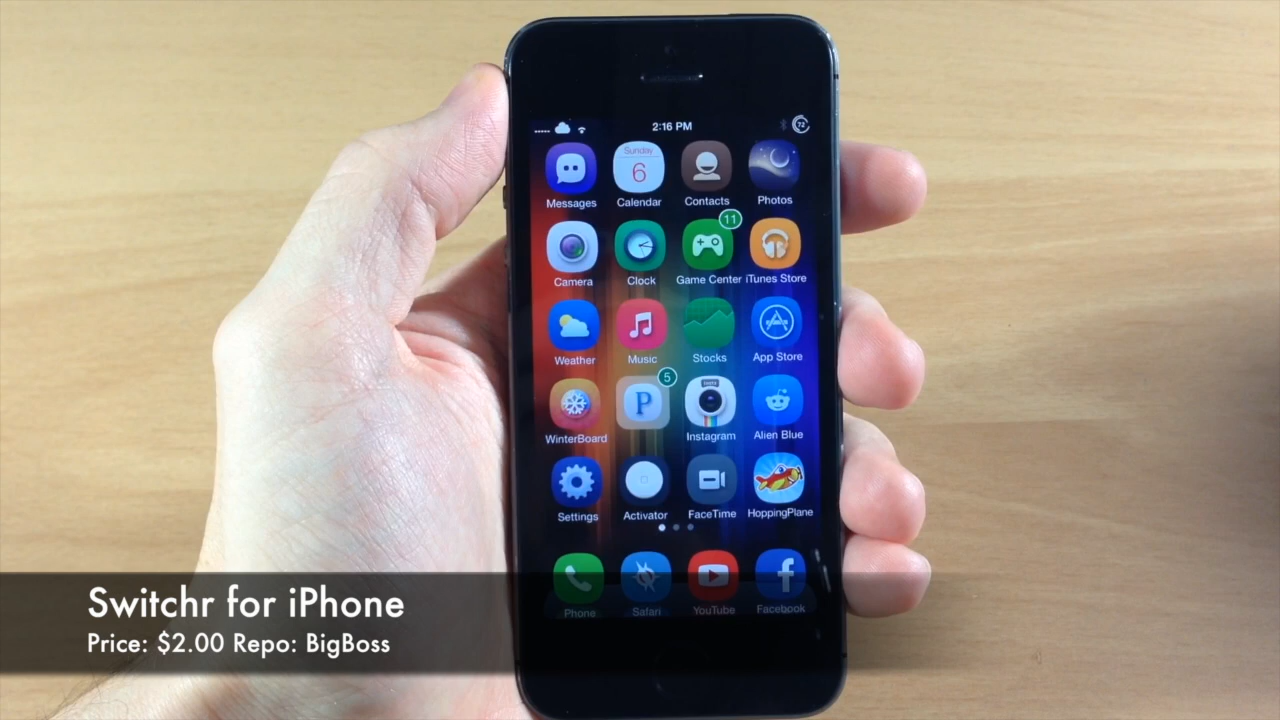 2:16 PM
72
Sunday
6
Messages
Calendar
Contacts
Photos
11
Camera
Clock
Game Center
iTunes Store
Weather
Music
Stocks
App Store
5
P
WinterBoard
Instagram
Alien Blue
Settings
Activator
FaceTime
HoppingPlane
Phone
Safari
YouTube
Facebook
Switchr for iPhone
Price: $2.00 Repo: BigBoss